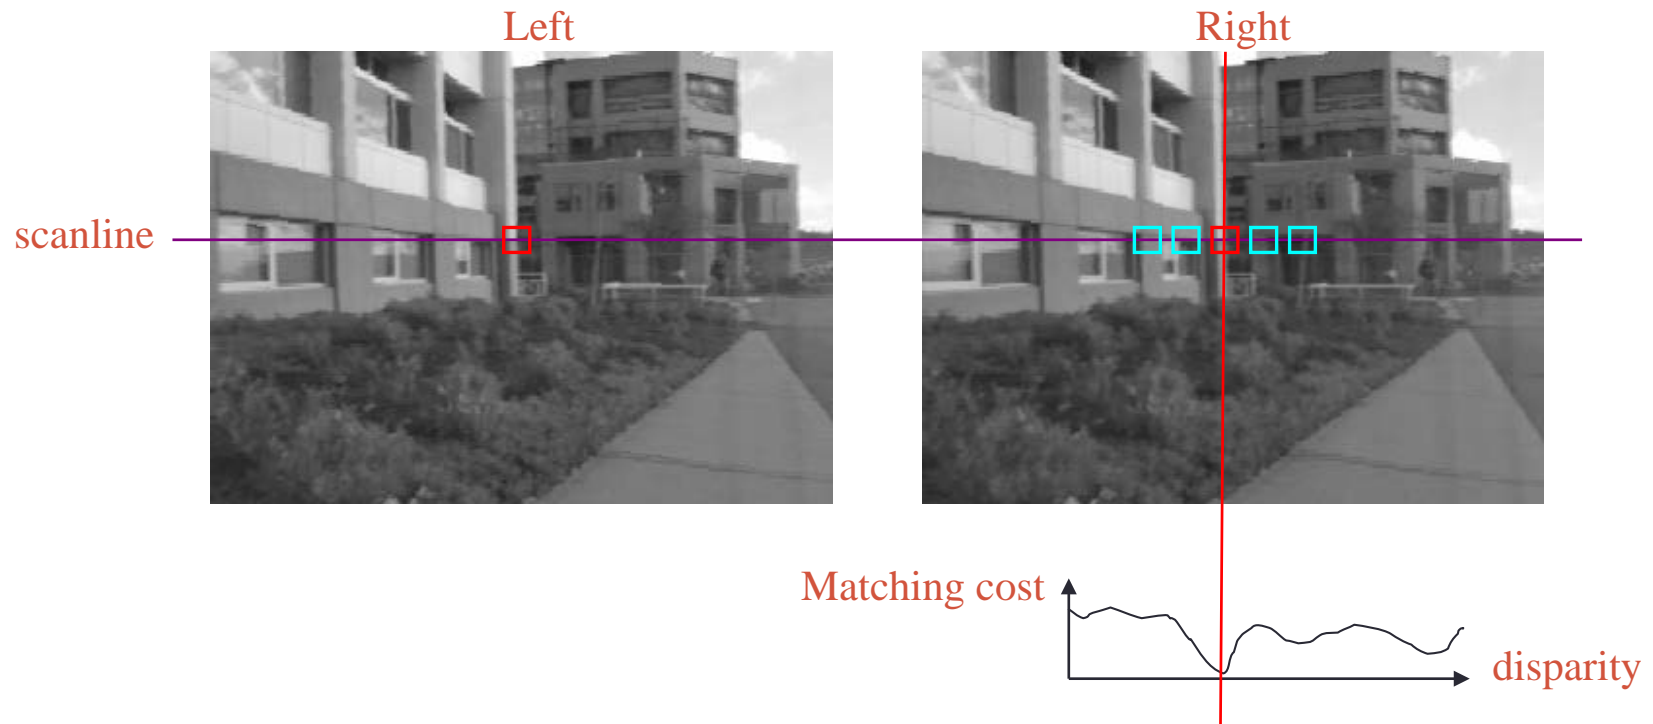 Left
Right
scanline
Matching cost
disparity